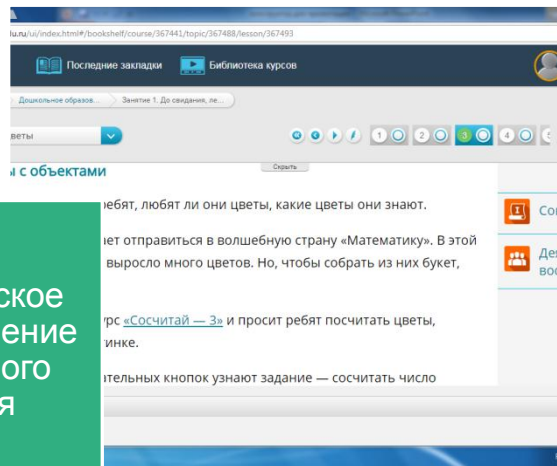 lu.ru/ui/index.html#/bookshelf/course/367441/topic/367488/lesson/367493
Последние закладки Библиотека курсов
Дошкольное образов... Занятие 1. До свидания, ле...
веты
1 2 3 4
ы с объектами
Скрыть
ребят, любят ли они цветы, какие цветы они знают.
ает отправиться в волшебную страну «Математику». В этой
выросло много цветов. Но, чтобы собрать из них букет,
урс «Сосчитай — 3» и просит ребят посчитать цветы,
инке.
ательных кнопок узнают задание — сосчитать число
Со
Де
вос
ское
ение
ого
я